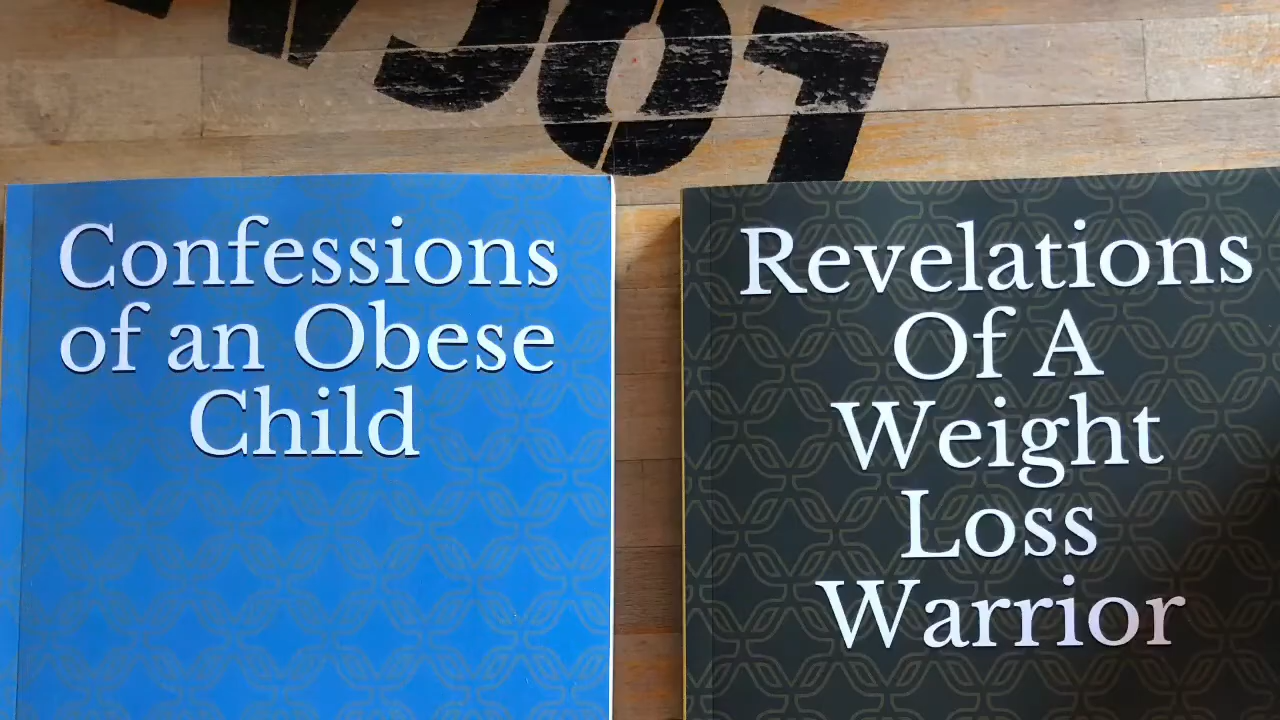 Confessions
of an Obese
Child
Revelations
Of A
Weight
Loss
Warrior